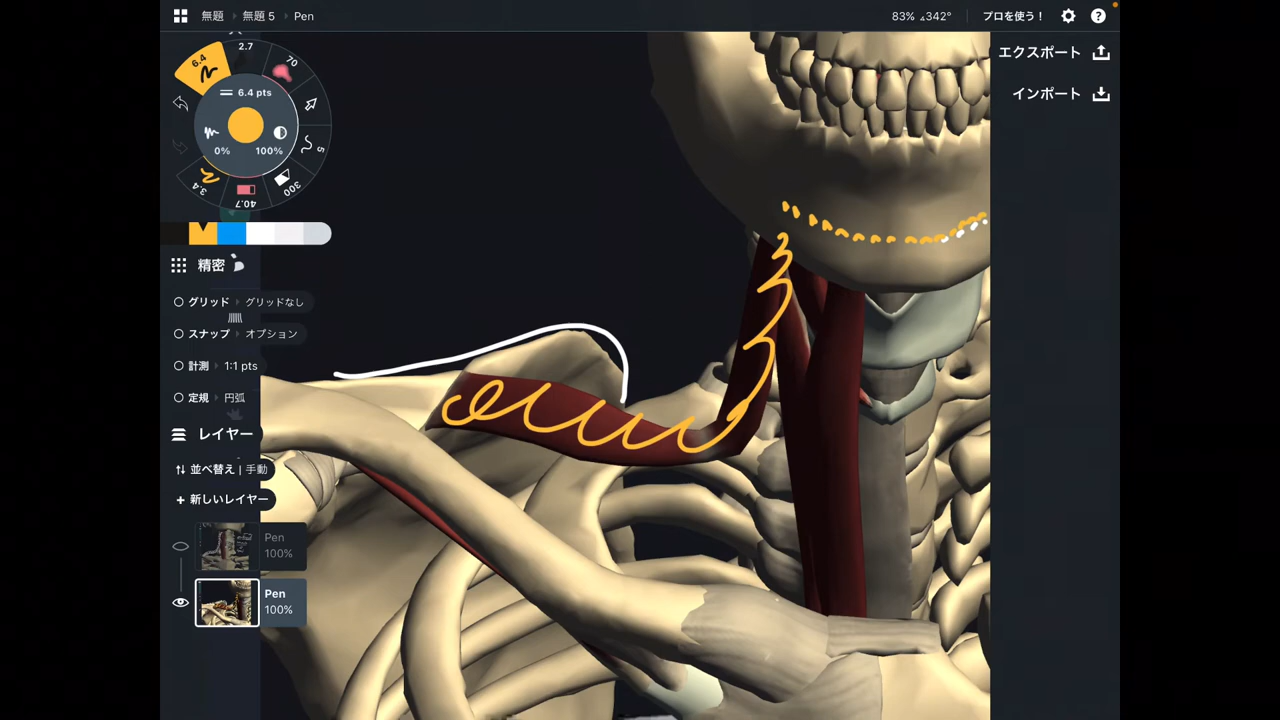 無題 無題 5 Pen 83% ⊿342° プロを使う！
エクスポート
インポート
2.7
6.4
70
6.4 pts
0% 100%
5
3.4
40.7
300
精密
グリッド グリッドなし
スナップ オプション
計測 1:1 pts
定規 円弧
レイヤー
並べ替え | 手動
+ 新しいレイヤー
Pen
100%
Pen
100%